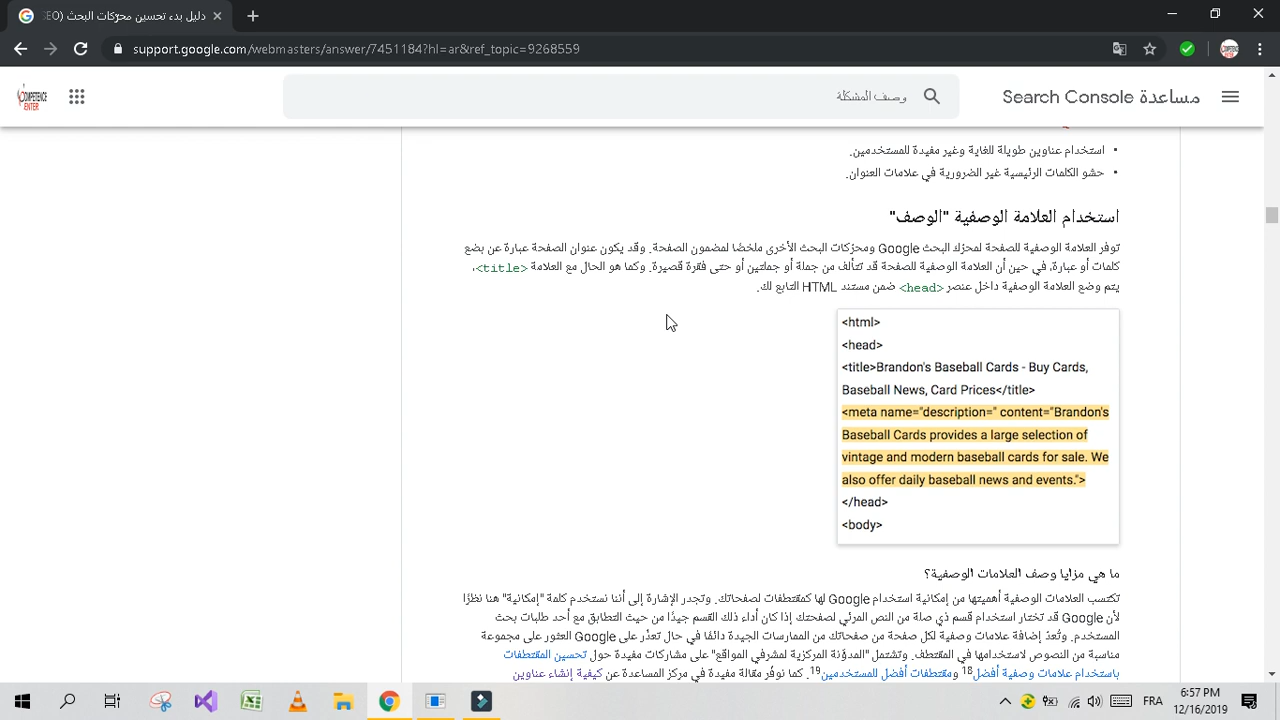 دليل بدء تحسين محرّكات البحث (SEO
support.google.com/webmasters/answer/7451184?hl=ar&ref_topic=9268559
COMPETENCE
ENTER
وصف المشكلة
مساعدة Search Console
استخدام عناوين طويلة للغاية وغير مفيدة للمستخدمين.
حشو الكلمات الرئيسية غير الضرورية في علامات العنوان.
استخدام العلامة الوصفية "الوصف"
توفر العلامة الوصفية للصفحة لمحرّك البحث Google ومحرّكات البحث الأخرى ملخصًا لمضمون الصفحة. وقد يكون عنوان الصفحة عبارة عن بضع
كلمات أو عبارة، في حين أن العلامة الوصفية للصفحة قد تتألف من جملة أو جملتين أو حتى فقرة قصيرة. وكما هو الحال مع العلامة <title>،
يتم وضع العلامة الوصفية داخل عنصر <head> ضمن مستند HTML التابع لك.
<html>
<head>
<title>Brandon's Baseball Cards - Buy Cards,
Baseball News, Card Prices</title>
<meta name="description=" content="Brandon's
Baseball Cards provides a large selection of
vintage and modern baseball cards for sale. We
also offer daily baseball news and events.">
</head>
<body>
ما هي مزايا وصف العلامات الوصفية؟
تكتسب العلامات الوصفية أهميتها من إمكانية استخدام Google لها كمقتطفات لصفحاتك. وتجدر الإشارة إلى أننا نستخدم كلمة "إمكانية" هنا نظرًا
لأن Google قد تختار استخدام قسم ذي صلة من النص المرئي لصفحتك إذا كان أداء ذلك القسم جيدًا من حيث التطابق مع أحد طلبات بحث
المستخدم. وتُعدّ إضافة علامات وصفية لكل صفحة من صفحاتك من الممارسات الجيدة دائمًا في حال تعذّر على Google العثور على مجموعة
مناسبة من النصوص لاستخدامها في المقتطف. وتشتمل "المدوّنة المركزية لمشرفي المواقع" على مشاركات مفيدة حول تحسين المقتطفات
باستخدام علامات وصفية أفضل18 ومقتطفات أفضل للمستخدمين19. كما نوفّر مقالة مفيدة في مركز المساعدة عن كيفية إنشاء عناوين
FRA
6:57 PM
12/16/2019